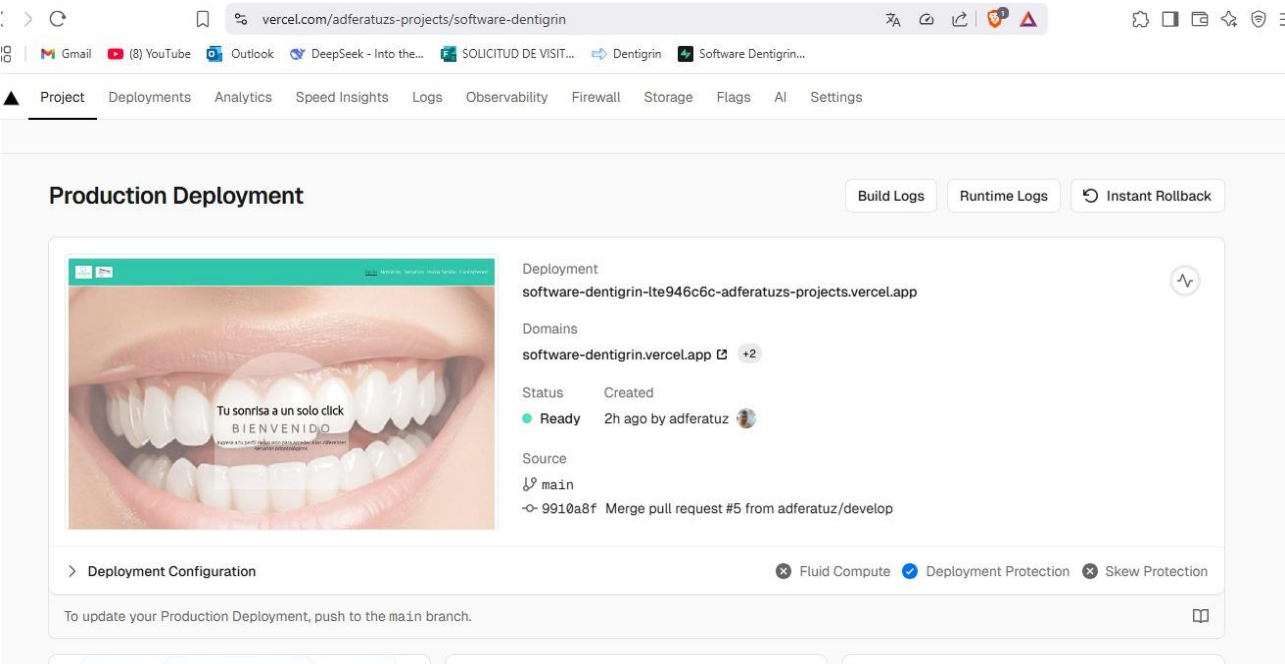 vercel.com/adferatuzs-projects/software-dentigrin
Gmail (8) YouTube Outlook DeepSeek - Into the... SOLICITUD DE VISIT... Dentigrin Software Dentigrin...
Project Deployments Analytics Speed Insights Logs Observability Firewall Storage Flags AI Settings
Production Deployment
Build Logs Runtime Logs Instant Rollback
Tu sonrisa a un solo click
BIENVENIDO
Deployment
software-dentigrin-lte946c6c-adferatuzs-projects.vercel.app
Domains
software-dentigrin.vercel.app +2
Status Created
Ready 2h ago by adferatuz
Source
main
9910a8f Merge pull request #5 from adferatuz/develop
Deployment Configuration
Fluid Compute Deployment Protection Skew Protection
To update your Production Deployment, push to the main branch.